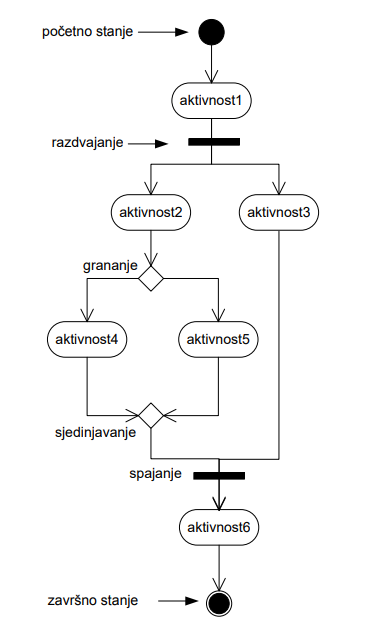 početno stanje
aktivnost1
razdvajanje
aktivnost2
aktivnost3
grananje
aktivnost4
aktivnost5
sjedinjavanje
spajanje
aktivnost6
završno stanje